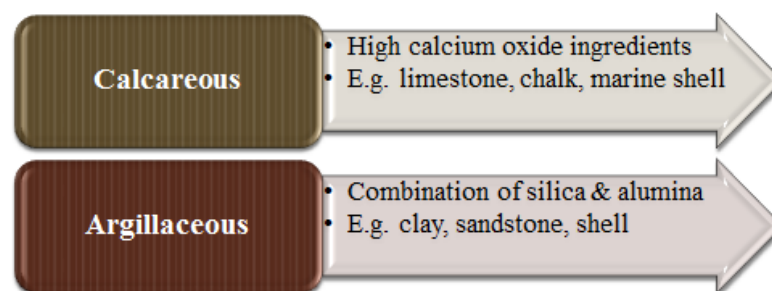 Calcareous
• High calcium oxide ingredients
• E.g. limestone, chalk, marine shell
Argillaceous
• Combination of silica & alumina
• E.g. clay, sandstone, shell